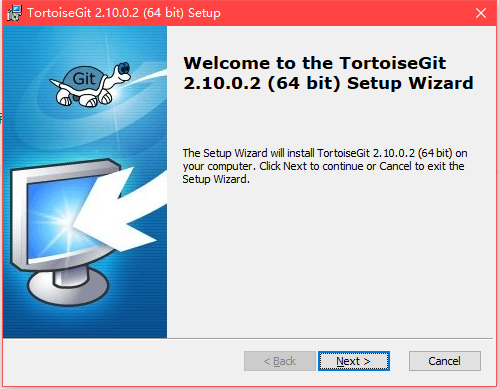 TortoiseGit 2.10.0.2 (64 bit) Setup
Git
Welcome to the TortoiseGit
2.10.0.2 (64 bit) Setup Wizard
The Setup Wizard will install TortoiseGit 2.10.0.2 (64 bit) on
your computer. Click Next to continue or Cancel to exit the
Setup Wizard.
< Back
Next >
Cancel